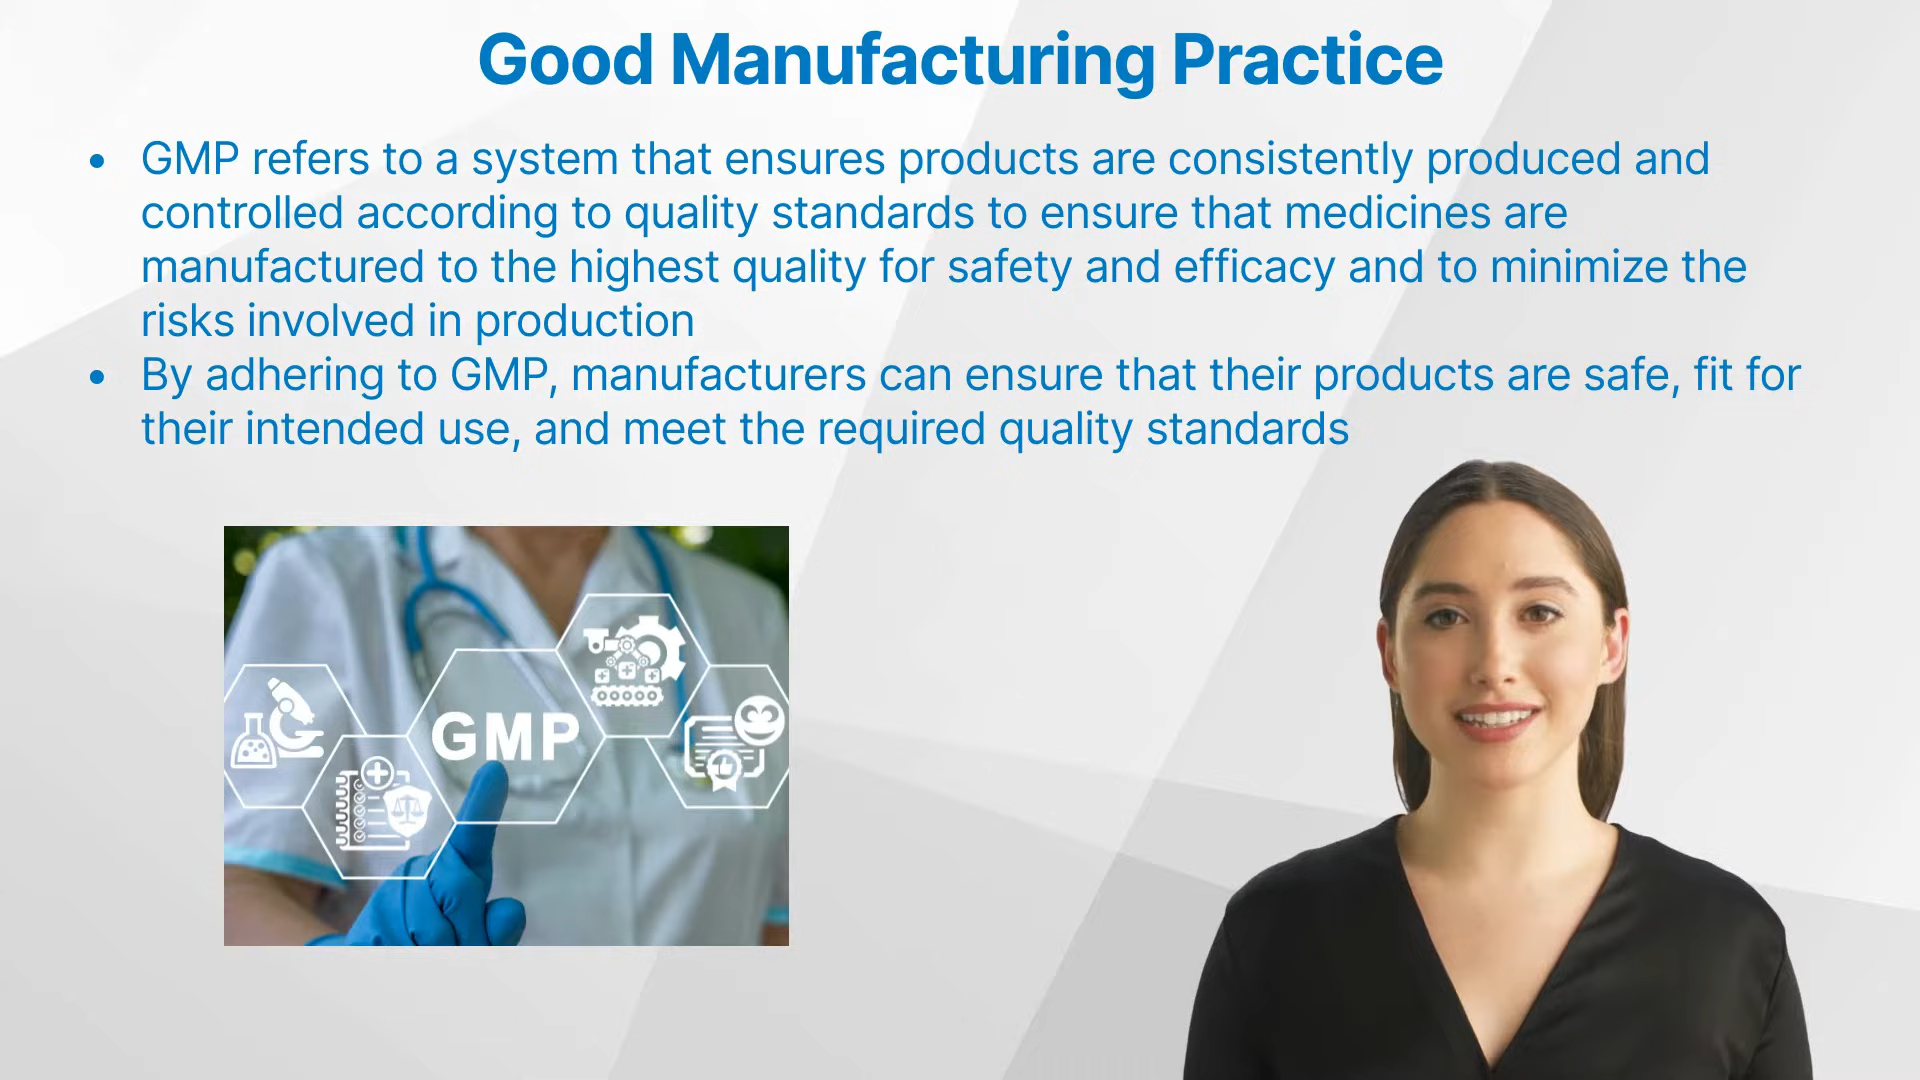 Good Manufacturing Practice
• GMP refers to a system that ensures products are consistently produced and
controlled according to quality standards to ensure that medicines are
manufactured to the highest quality for safety and efficacy and to minimize the
risks involved in production
• By adhering to GMP, manufacturers can ensure that their products are safe, fit for
their intended use, and meet the required quality standards
GMP